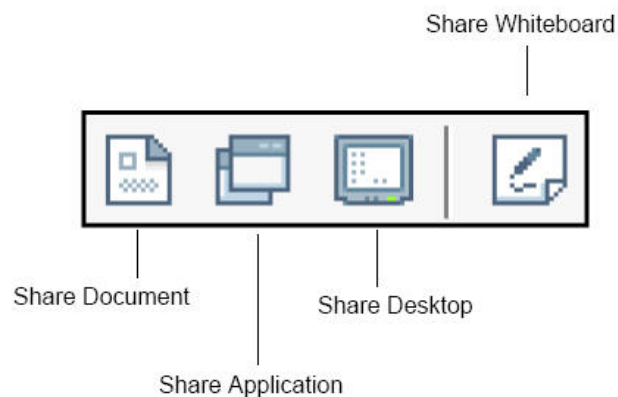 Share Whiteboard
Share Document
Share Desktop
Share Application